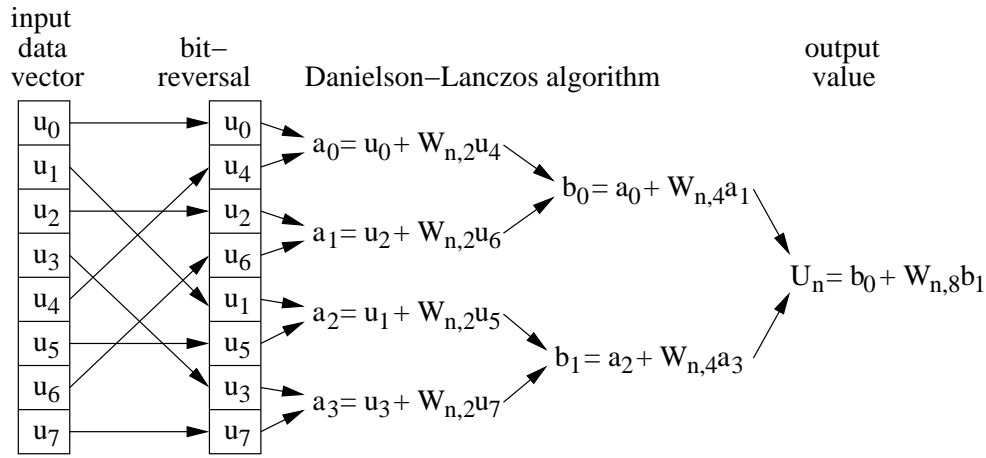 input
data
vector
bit–
reversal
Danielson–Lanczos algorithm
output
value
u0
u1
u2
u3
u4
u5
u6
u7
u0
u4
u2
u6
u1
u5
u3
u7
a0= u0+ Wn,2u4
a1= u2+ Wn,2u6
a2= u1+ Wn,2u5
a3= u3+ Wn,2u7
b0= a0+ Wn,4a1
b1= a2+ Wn,4a3
Un= b0+ Wn,8b1